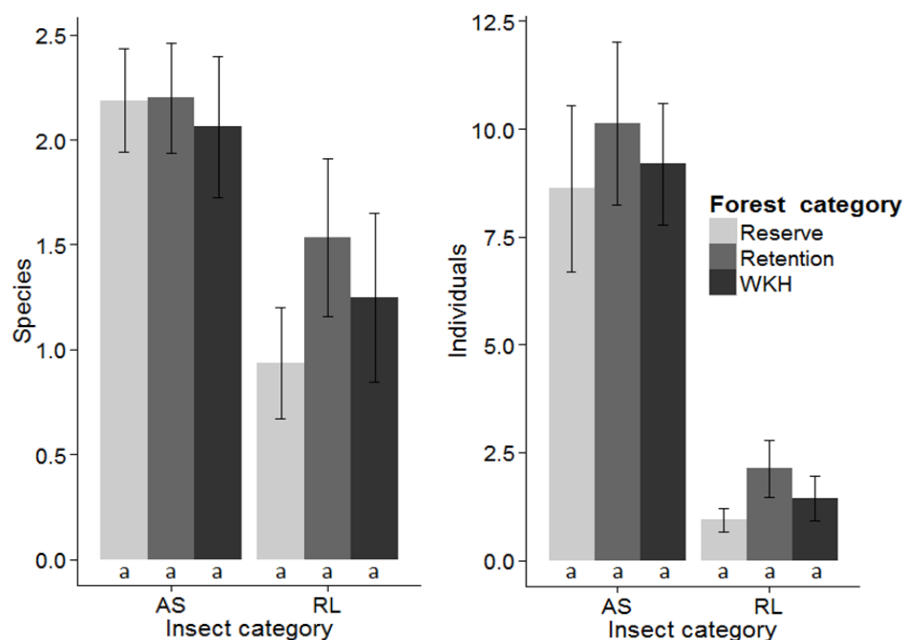 Species
2.5
2.0
1.5
1.0
0.5
0.0
a a a a a a
AS RL
Insect category
Individuals
12.5
10.0
7.5
5.0
2.5
0.0
a a a a a a
AS RL
Insect category
Forest category
Reserve
Retention
WKH